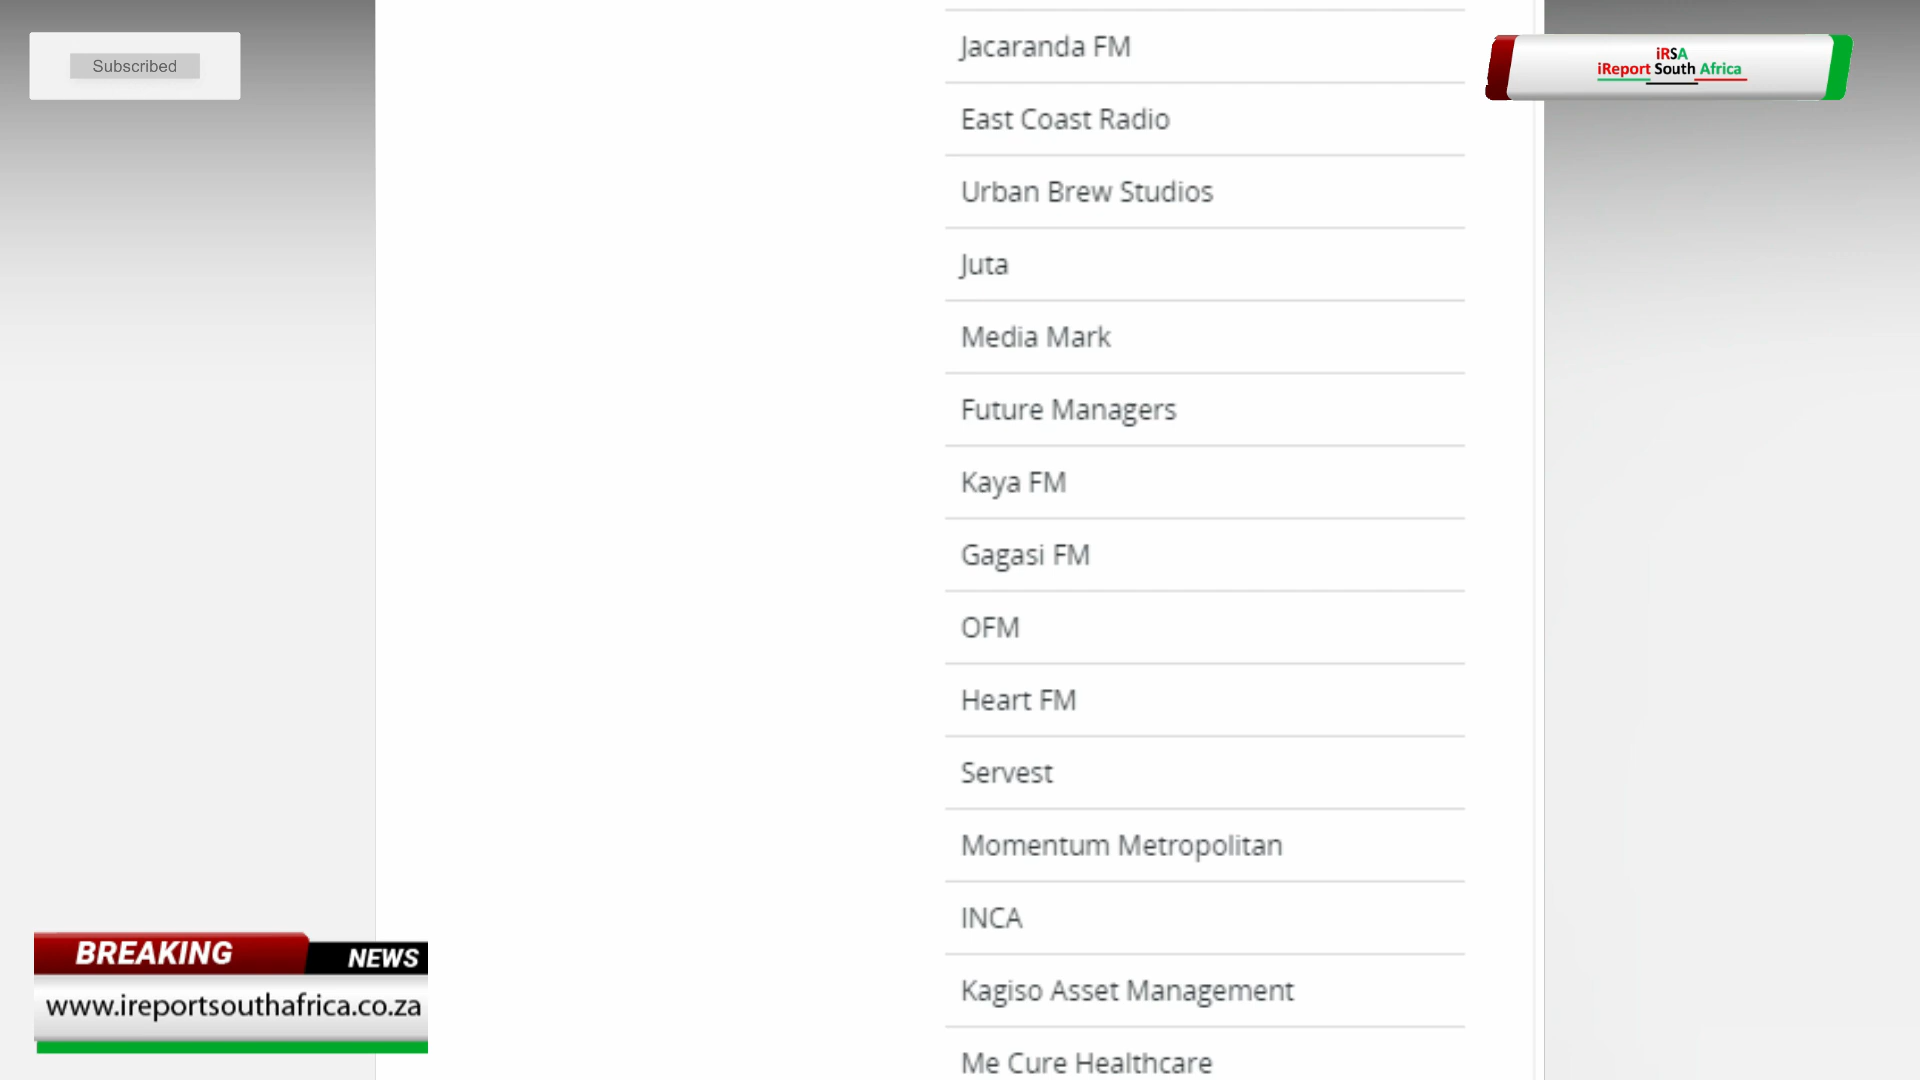 Subscribed
iRSA
iReport South Africa
Jacaranda FM
East Coast Radio
Urban Brew Studios
Juta
Media Mark
Future Managers
Kaya FM
Gagasi FM
OFM
Heart FM
Servest
Momentum Metropolitan
INCA
Kagiso Asset Management
Me Cure Healthcare
BREAKING NEWS
www.ireportsouthafrica.co.za